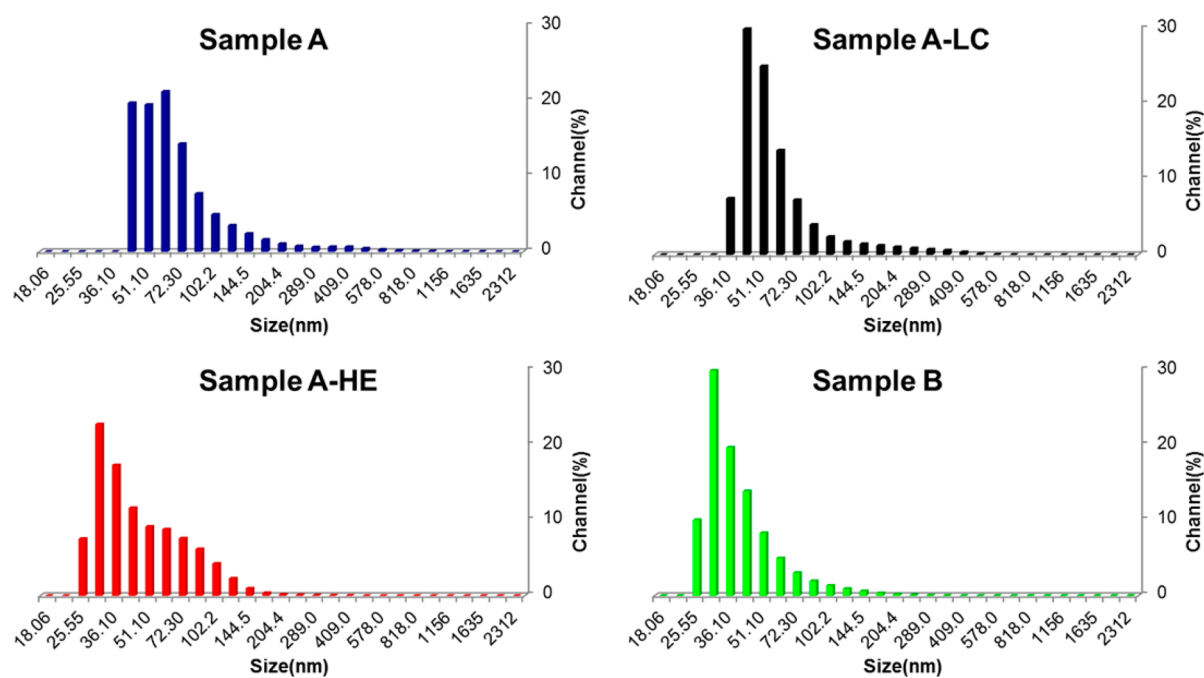 Sample A
30
20
10
0
Channel(%)
18.06 25.55 36.10 51.10 72.30 102.2 144.5 204.4 289.0 409.0 578.0 818.0 1156 1635 2312
Size(nm)
Sample A-LC
30
20
10
0
Channel(%)
18.06 25.55 36.10 51.10 72.30 102.2 144.5 204.4 289.0 409.0 578.0 818.0 1156 1635 2312
Size(nm)
Sample A-HE
30
20
10
0
Channel(%)
18.06 25.55 36.10 51.10 72.30 102.2 144.5 204.4 289.0 409.0 578.0 818.0 1156 1635 2312
Size(nm)
Sample B
30
20
10
0
Channel(%)
18.06 25.55 36.10 51.10 72.30 102.2 144.5 204.4 289.0 409.0 578.0 818.0 1156 1635 2312
Size(nm)